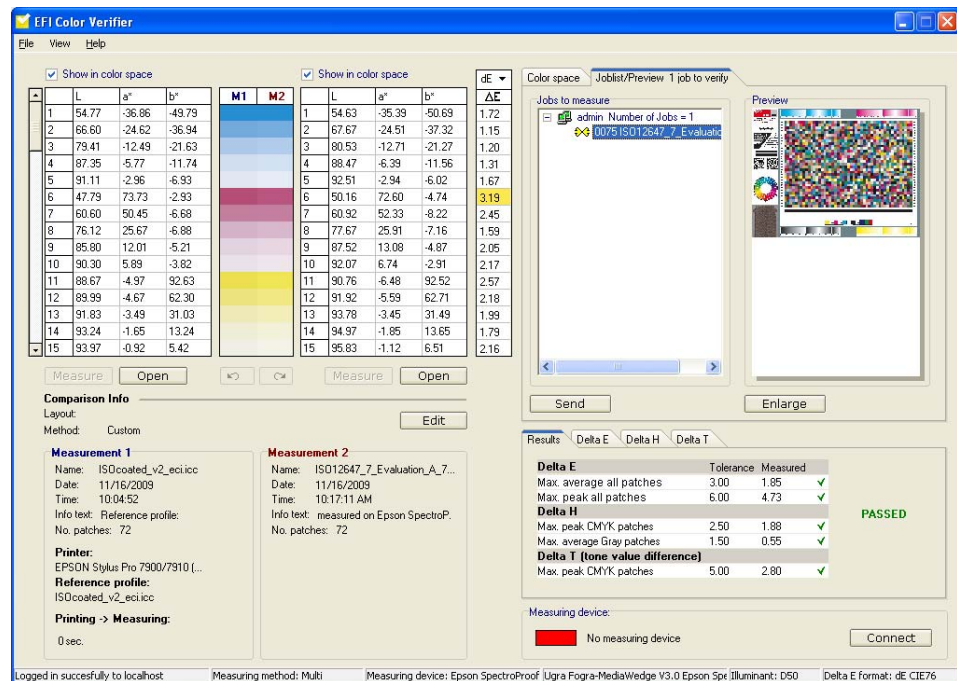 EFI Color Verifier
File View Help
Show in color space Show in color space dE
L a* b* M1 M2 L a* b* ΔE
1 54.77 -36.86 -49.79 1 54.63 -35.39 -50.69 1.72
2 66.60 -24.62 -36.94 2 67.67 -24.51 -37.32 1.15
3 79.41 -12.49 -21.63 3 80.53 -12.71 -21.27 1.20
4 87.35 -5.77 -11.74 4 88.47 -6.39 -11.56 1.31
5 91.11 -2.96 -6.93 5 92.51 -2.94 -6.02 1.67
6 47.79 73.73 -2.93 6 50.16 72.60 -4.74 3.19
7 60.60 50.45 -6.68 7 60.92 52.33 -8.22 2.45
8 76.12 25.67 -6.88 8 77.67 25.91 -7.16 1.59
9 85.80 12.01 -5.21 9 87.52 13.08 -4.87 2.05
10 90.30 5.89 -3.82 10 92.07 6.74 -2.91 2.17
11 88.67 -4.97 92.63 11 90.76 -6.48 92.52 2.57
12 89.99 -4.67 62.30 12 91.92 -5.59 62.71 2.18
13 91.83 -3.49 31.03 13 93.78 -3.45 31.49 1.99
14 93.24 -1.65 13.24 14 94.97 -1.85 13.65 1.79
15 93.97 -0.92 5.42 15 95.83 -1.12 6.51 2.16
Measure Open Measure Open
Comparison Info
Layout:
Method: Custom
Edit
Measurement 1
Name: ISOcoated_v2_eci.icc
Date: 11/16/2009
Time: 10:04:52
Info text: Reference profile:
No. patches: 72
Printer:
EPSON Stylus Pro 7900/7910 (...
Reference profile:
ISOcoated_v2_eci.icc
Printing -> Measuring:
0 sec.
Measurement 2
Name: ISO12647_7_Evaluation_A_7...
Date: 11/16/2009
Time: 10:17:11 AM
Info text: measured on Epson SpectroP.
No. patches: 72
Color space Joblist/Preview 1 job to verify
Jobs to measure
admin Number of Jobs = 1
0075 ISO12647_7_Evaluatic
Preview
Send Enlarge
Results Delta E Delta H Delta T
Delta E Tolerance Measured
Max. average all patches 3.00 1.85
Max. peak all patches 6.00 4.73
Delta H
Max. peak CMYK patches 2.50 1.88
Max. average Gray patches 1.50 0.55
Delta T (tone value difference)
Max. peak CMYK patches 5.00 2.80
PASSED
Measuring device:
No measuring device Connect
Logged in succesfully to localhost Measuring method: Multi Measuring device: Epson SpectroProof Ugra Fogra-MediaWedge V3.0 Epson Spe Illuminant: D50 Delta E format: dE CIE76